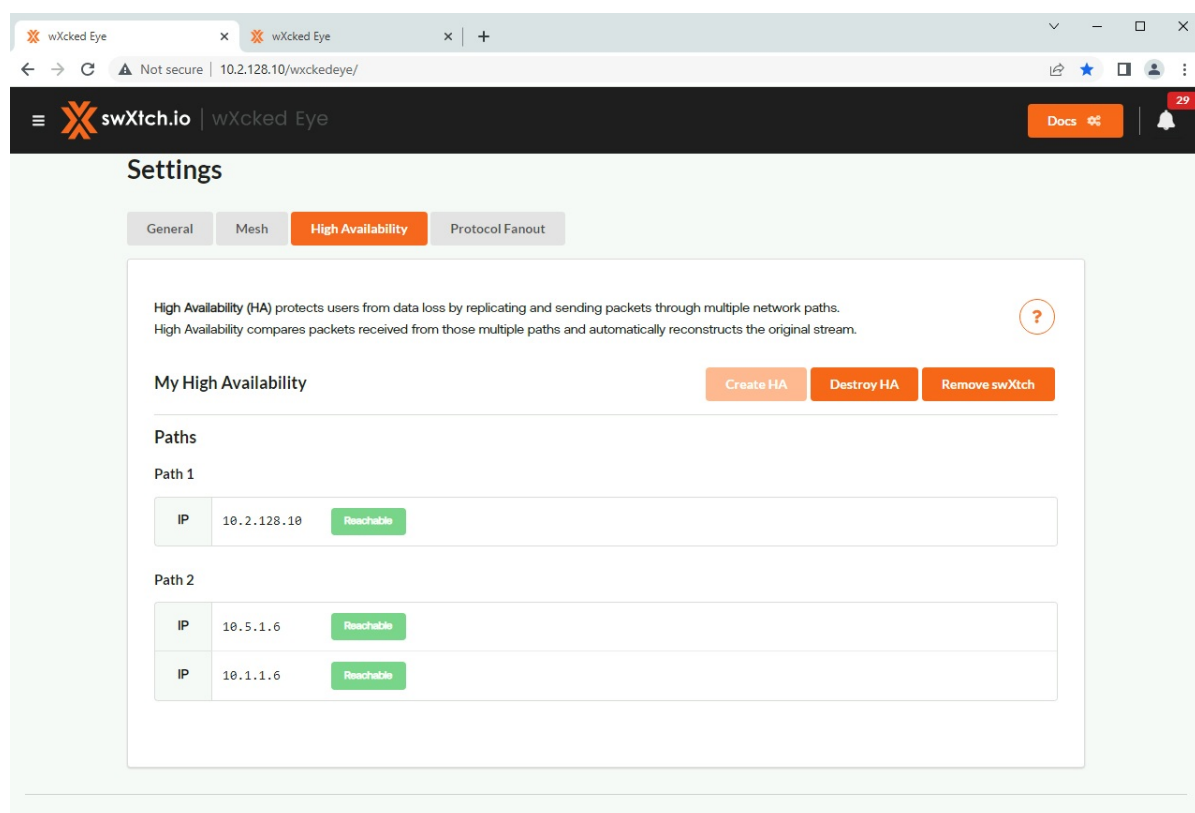 wXcked Eye
wXcked Eye
Not secure | 10.2.128.10/wxckedeye/
swXtch.io | wXcked Eye
Docs
29
Settings
General
Mesh
High Availability
Protocol Fanout
High Availability (HA) protects users from data loss by replicating and sending packets through multiple network paths.
High Availability compares packets received from those multiple paths and automatically reconstructs the original stream.
?
My High Availability
Create HA
Destroy HA
Remove swXtch
Paths
Path 1
IP 10.2.128.10 Reachable
Path 2
IP 10.5.1.6 Reachable
IP 10.1.1.6 Reachable